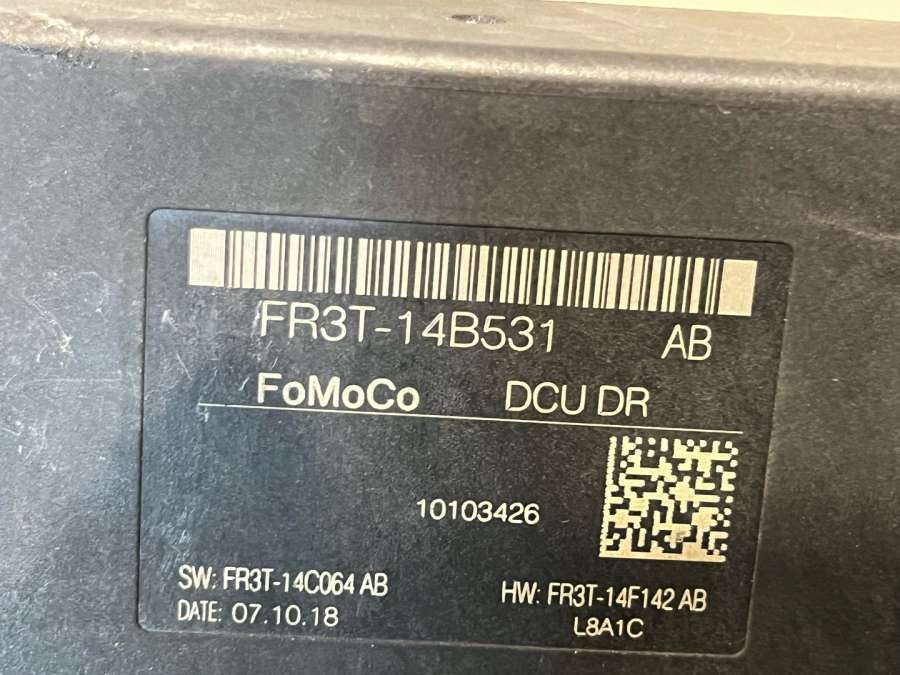 FR3T-14B531 AB
FoMoCo DCU DR
10103426
SW: FR3T-14C064 AB
HW: FR3T-14F142 AB
DATE: 07.10.18
L8A1C